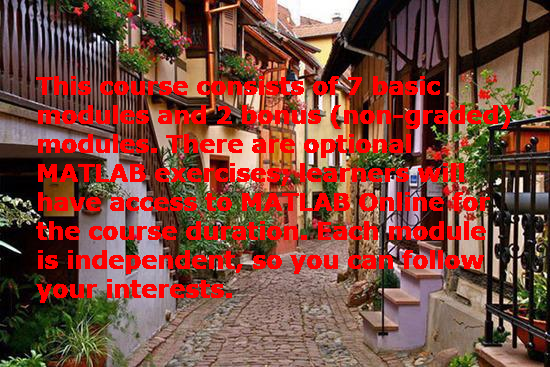 This course consists of 7 basic
modules and 2 bonus (non-graded)
modules. There are optional
MATLAB exercises; learners will
have access to MATLAB Online for
the course duration. Each module
is independent, so you can follow
your interests.